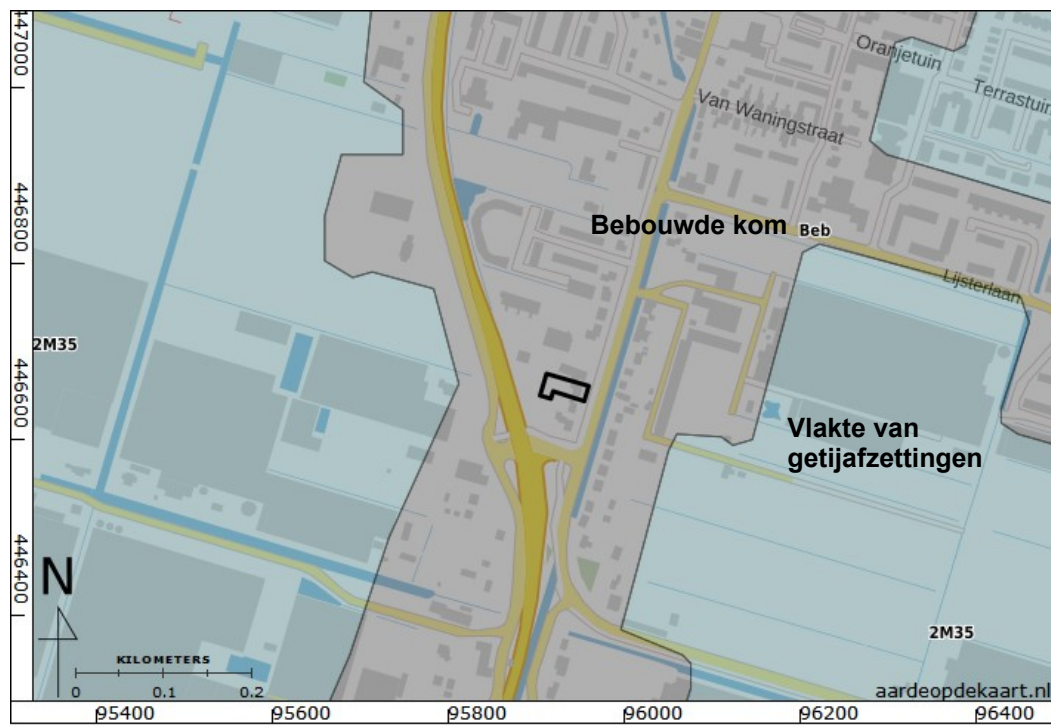 447000
446800
446600
446400
Oranjetuin
Terrastuin
Van Waningstraat
Bebouwde kom Beb
Lijsterlaan
2M35
Vlakte van
getijafzettingen
2M35
N
KILOMETERS
0 0.1 0.2
aardeopdekaart.nl
95400 95600 95800 96000 96200 96400